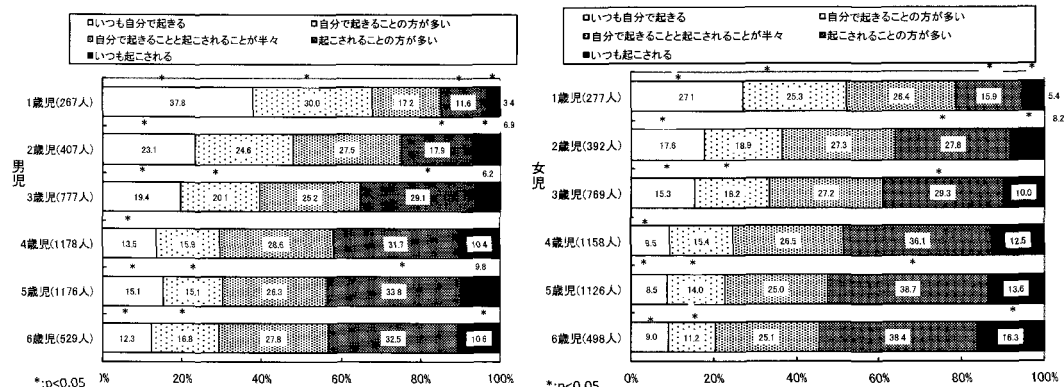 □いつも自分で起きる □自分で起きることの方が多い
自分で起きることと起こされることが半々 起こされることの方が多い
■いつも起こされる
男児
* * * *
1歳児(267人) 37.8 30.0 17.2 11.6 3.4
* * * 6.9
2歳児(407人) 23.1 24.6 27.5 17.9
* * * 6.2
3歳児(777人) 19.4 20.1 25.2 29.1
*
4歳児(1178人) 13.5 15.9 28.6 31.7 10.4
* * * 9.8
5歳児(1176人) 15.1 15.1 26.3 33.8
* * *
6歳児(529人) 12.3 16.8 27.8 32.5 10.6
)% 20% 40% 60% 80% 100%
*:p<0.05
□いつも自分で起きる □自分で起きることの方が多い
自分で起きることと起こされることが半々 起こされることの方が多い
■いつも起こされる
女児
* * * *
1歳児(277人) 27.1 25.3 26.4 15.9 5.4
* * * 8.2
2歳児(392人) 17.6 18.9 27.3 27.8
* * *
3歳児(769人) 15.3 18.2 27.2 29.3 10.0
*
4歳児(1158人) 9.5 15.4 26.5 36.1 12.5
* * *
5歳児(1126人) 8.5 14.0 25.0 38.7 13.6
* * *
6歳児(498人) 9.0 11.2 25.1 38.4 16.3
0% 20% 40% 60% 80% 100%
*:p<0.05